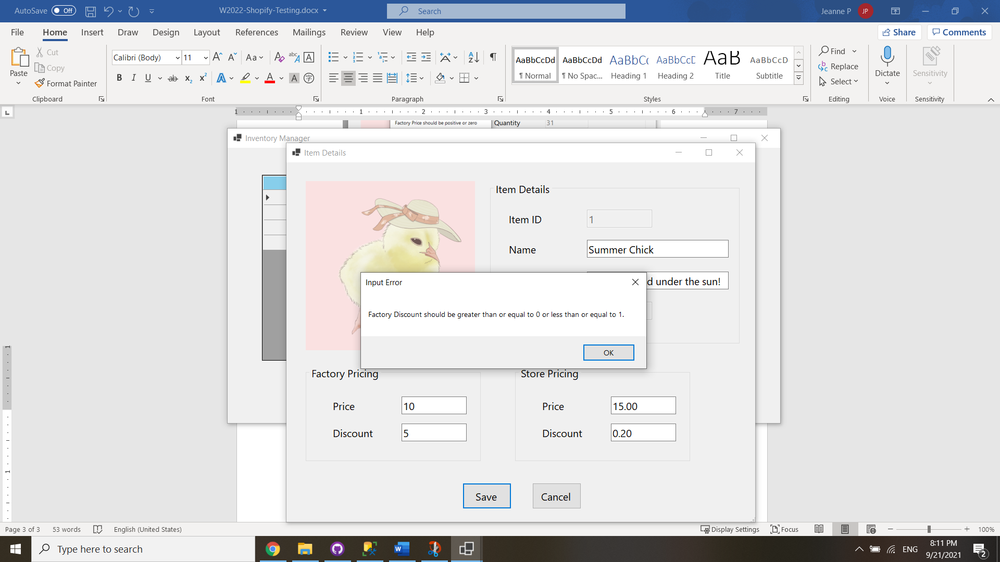 AutoSave Off W2022-Shopify-Testing.docx Search Jeanne P JP
File Home Insert Draw Design Layout References Mailings Review View Help Share Comments
Paste
Cut
Copy
Format Painter
Clipboard
Calibri (Body) 11
Font
Paragraph
AaBbCcDd AaBbCcDd AaBbCc AaBbCcD AaB AaBbCcD
¶ Normal ¶ No Spac... Heading 1 Heading 2 Title Subtitle
Styles
Find
Replace
Select
Editing
Dictate
Voice
Sensitivity
Sensitivity
1 1 2 3 4 5 6 7
Factory Price should be positive or zero Quantity 31
Inventory Manager
Item Details
Item Details
Item ID 1
Name Summer Chick
d under the sun!
Input Error
Factory Discount should be greater than or equal to 0 or less than or equal to 1.
OK
Factory Pricing
Price 10
Discount 5
Store Pricing
Price 15.00
Discount 0.20
Save Cancel
Page 3 of 3 53 words English (United States) Display Settings Focus 100%
Type here to search
ENG 8:11 PM
9/21/2021
2